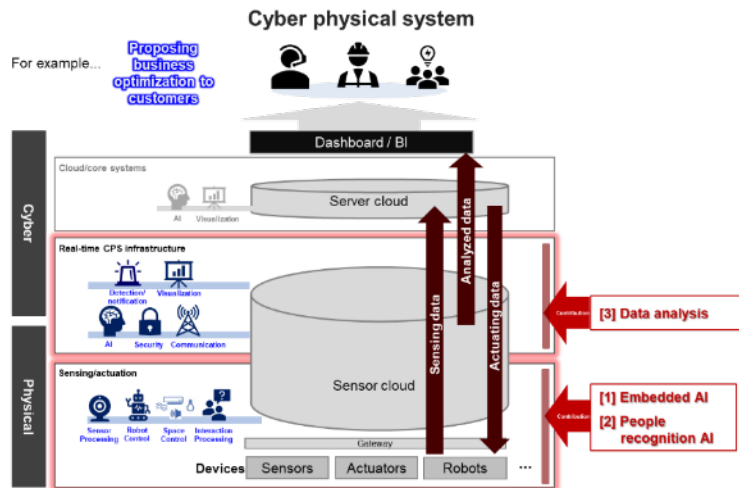 Cyber physical system
For example...
Proposing
business
optimization to
customers
Dashboard / BI
Cyber
Physical
Cloud/core systems
AI
Visualization
Server cloud
Real-time CPS infrastructure
Detection/
notification
Visualization
AI
Security
Communication
Sensing data
Analyzed data
Actuating data
Contribution
[3] Data analysis
Sensor cloud
Sensing/actuation
Sensor
Processing
Robot
Control
Space
Control
Interaction
Processing
Contribution
[1] Embedded AI
[2] People
recognition AI
Gateway
Devices
Sensors
Actuators
Robots
...